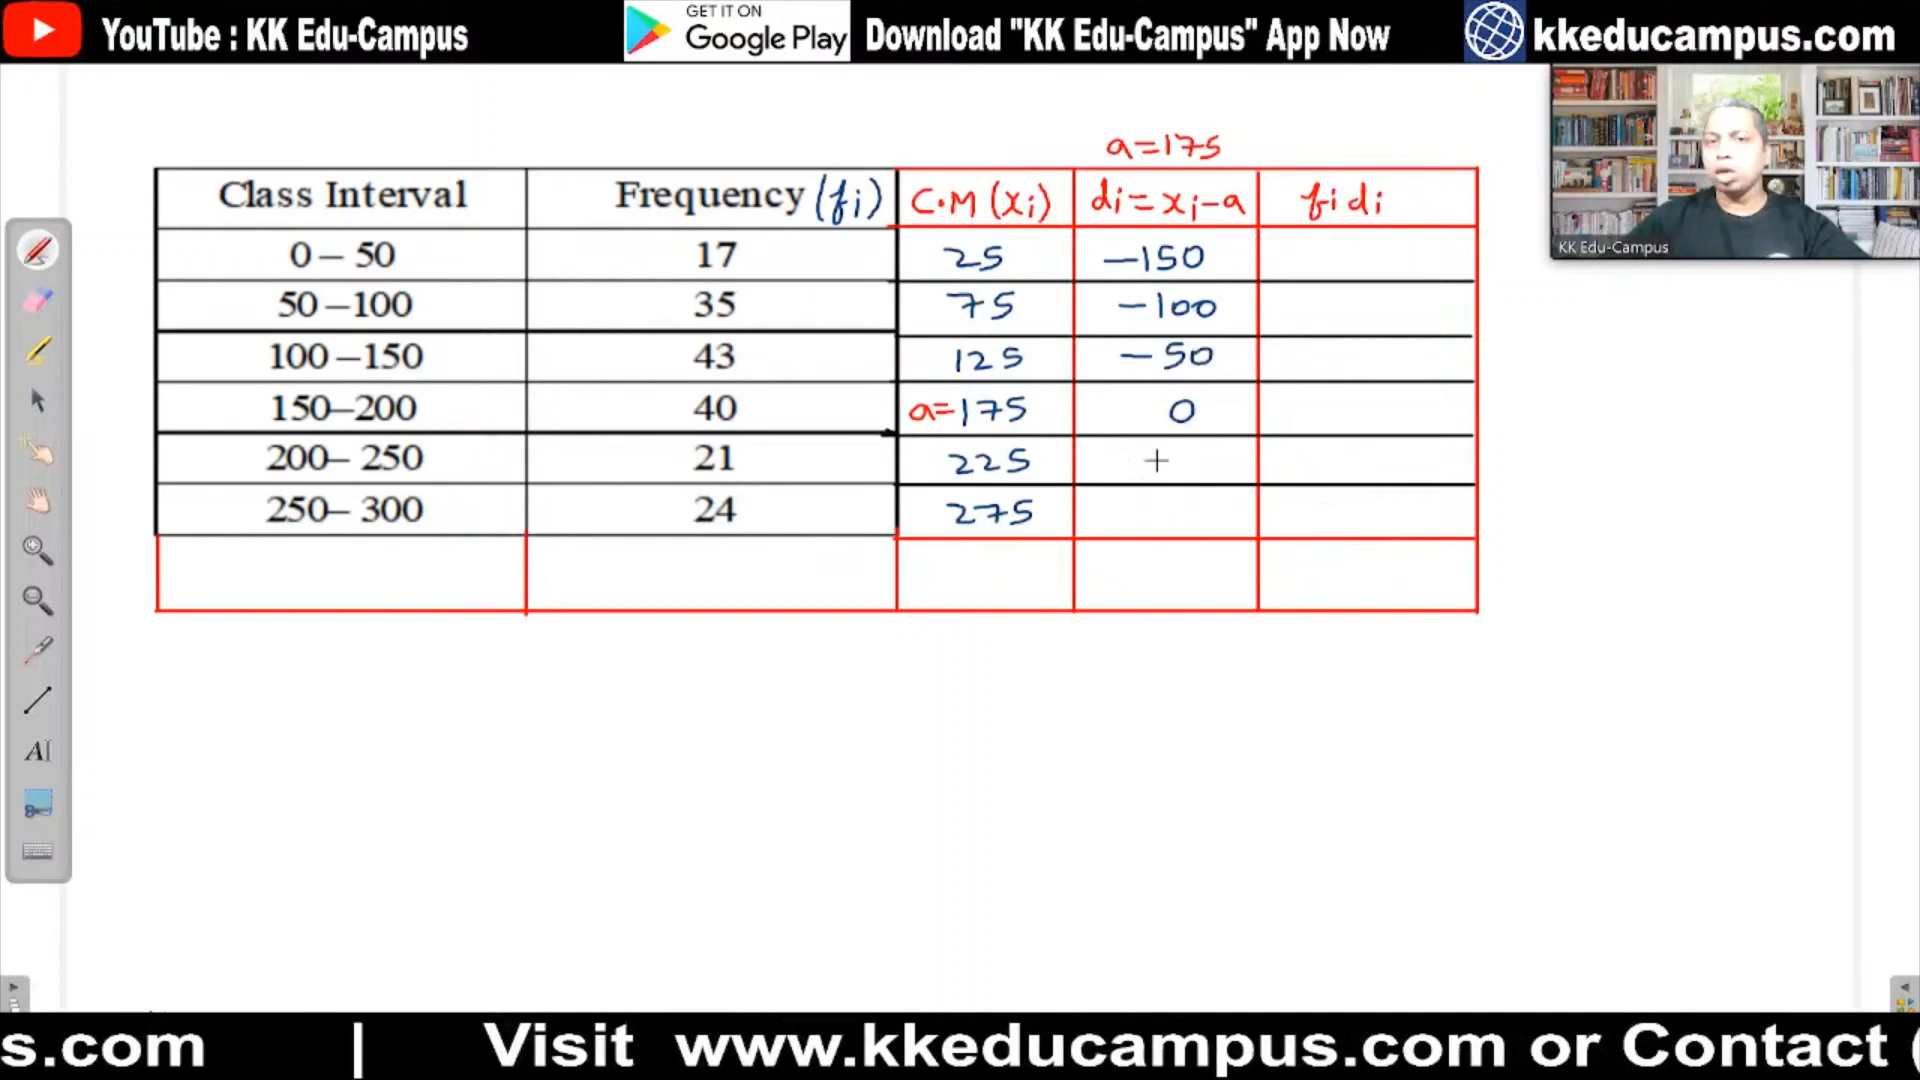 YouTube : KK Edu-Campus
GET IT ON
Google Play
Download "KK Edu-Campus" App Now
kkeducampus.com
KK Edu-Campus
a=175
Class Interval Frequency (fi) C.M (xi) di=xi-a fidi
0 – 50 17 25 -150
50 –100 35 75 -100
100 –150 43 125 -50
150–200 40 a=175 0
200– 250 21 225
250– 300 24 275
AI
s.com | Visit www.kkeducampus.com or Contact (